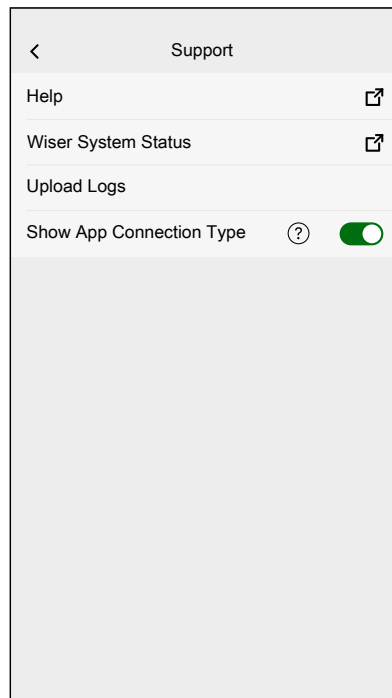 Support
Help
Wiser System Status
Upload Logs
Show App Connection Type ?